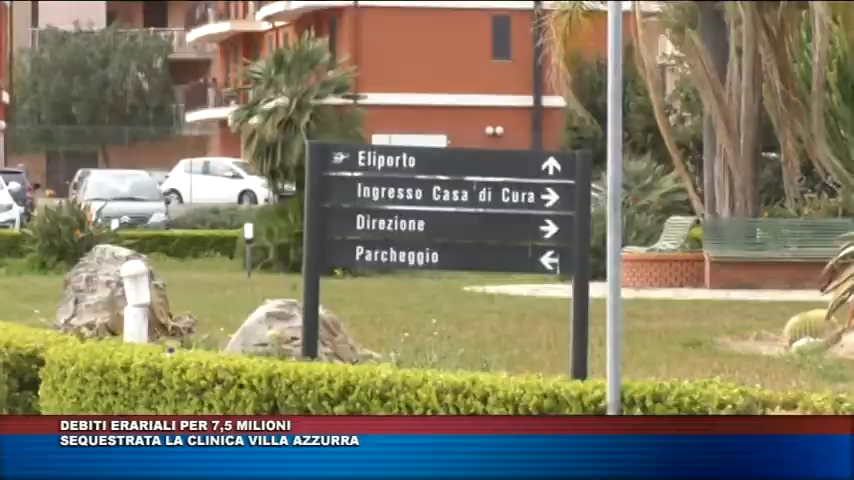 Eliporto
Ingresso Casa di Cura
Direzione
Parcheggio
DEBITI ERARIALI PER 7,5 MILIONI
SEQUESTRATA LA CLINICA VILLA AZZURRA